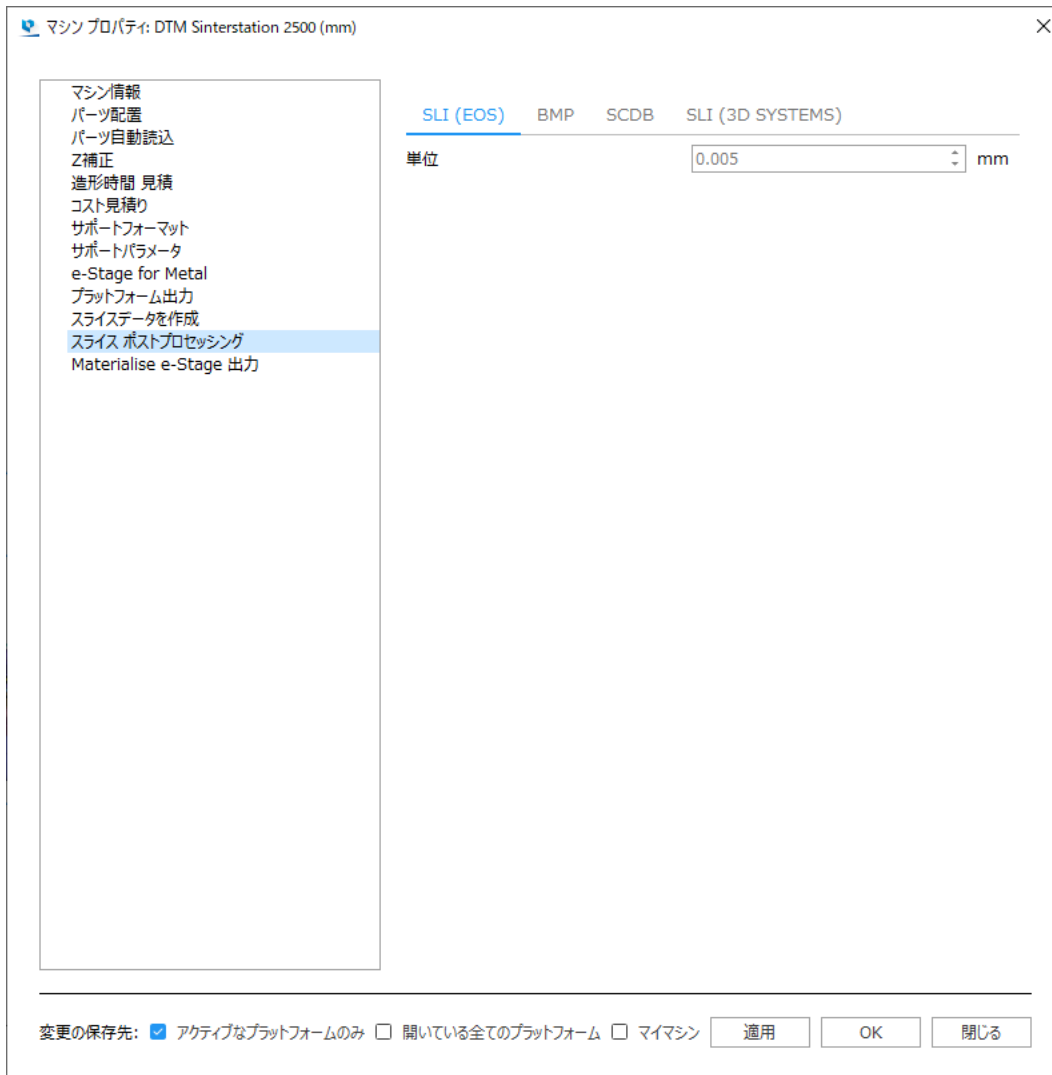 マシン プロパティ: DTM Sinterstation 2500 (mm)
マシン情報
パーツ配置
パーツ自動読込
Z補正
造形時間 見積
コスト見積り
サポートフォーマット
サポートパラメータ
e-Stage for Metal
プラットフォーム出力
スライスデータを作成
スライス ポストプロセッシング
Materialise e-Stage 出力
SLI (EOS) BMP SCDB SLI (3D SYSTEMS)
単位 0.005 mm
変更の保存先: アクティブなプラットフォームのみ 開いている全てのプラットフォーム マイマシン 適用 OK 閉じる